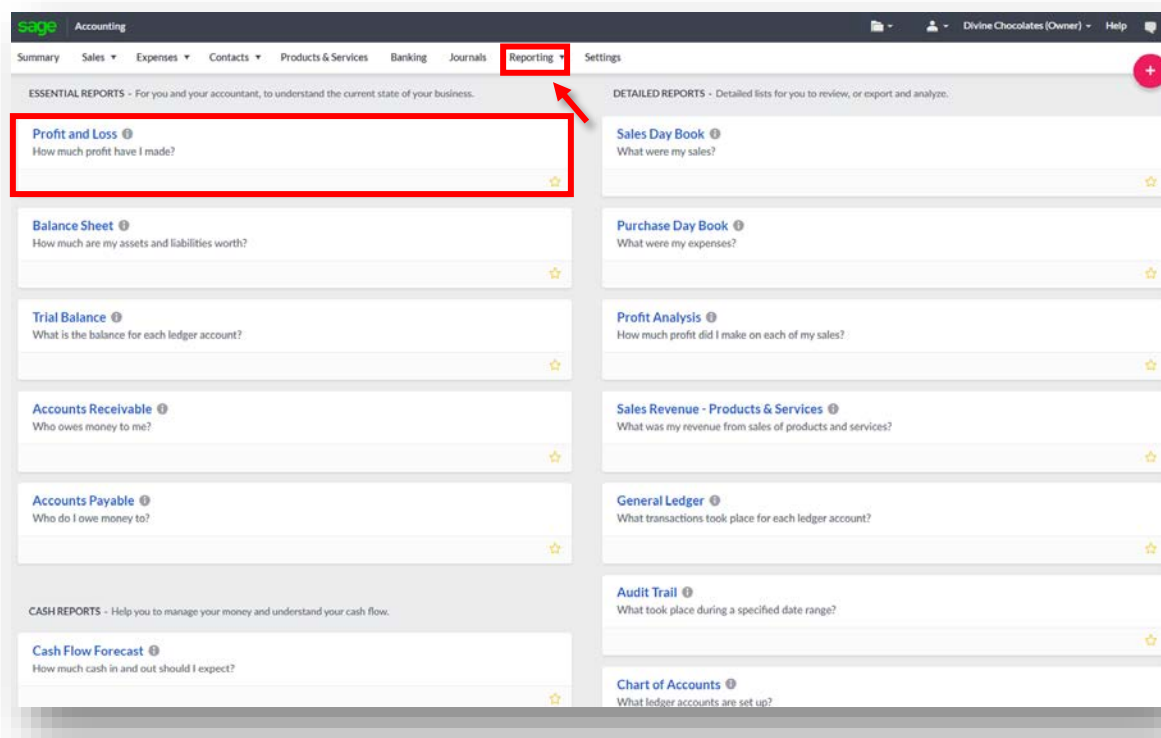 sage Accounting Divine Chocolates (Owner) Help
Summary Sales Expenses Contacts Products & Services Banking Journals Reporting Settings
ESSENTIAL REPORTS - For you and your accountant, to understand the current state of your business.
Profit and Loss
How much profit have I made?
Balance Sheet
How much are my assets and liabilities worth?
Trial Balance
What is the balance for each ledger account?
Accounts Receivable
Who owes money to me?
Accounts Payable
Who do I owe money to?
CASH REPORTS - Help you to manage your money and understand your cash flow.
Cash Flow Forecast
How much cash in and out should I expect?
DETAILED REPORTS - Detailed lists for you to review, or export and analyze.
Sales Day Book
What were my sales?
Purchase Day Book
What were my expenses?
Profit Analysis
How much profit did I make on each of my sales?
Sales Revenue - Products & Services
What was my revenue from sales of products and services?
General Ledger
What transactions took place for each ledger account?
Audit Trail
What took place during a specified date range?
Chart of Accounts
What ledger accounts are set up?